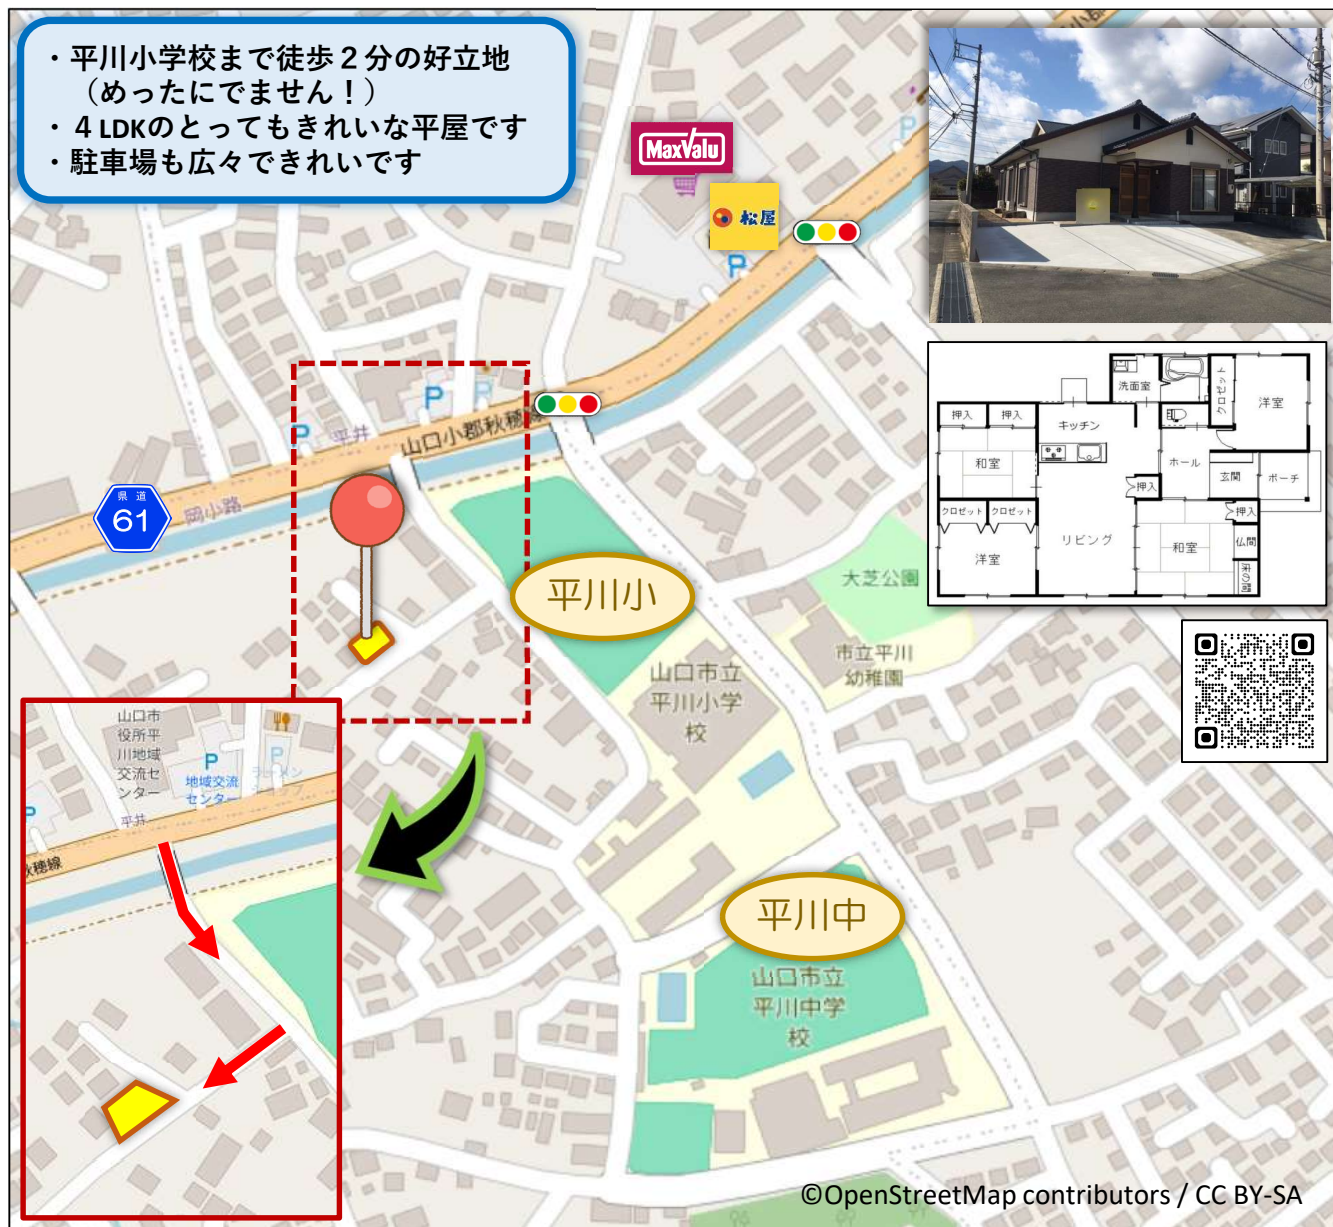 ・平川小学校まで徒歩２分の好立地
（めったにでません！）
・４LDKのとってもきれいな平屋です
・駐車場も広々できれいです
MaxValu
松屋
P
P
P
P
P
平井
山口小郡秋穂線
県道
61
岡小路
平川小
大芝公園
市立平川
幼稚園
山口市立
平川小学
校
平川中
山口市立
平川中学
校
洗面室
クロゼット
洋室
押入
押入
キッチン
和室
ホール
玄関
ポーチ
押入
クロゼット
クロゼット
リビング
洋室
和室
押入
仏間
床の間
山口市
役所平
川地域
交流セ
ンター
P
地域交流
センター
P
P
平井
秋穂線
©OpenStreetMap contributors / CC BY-SA